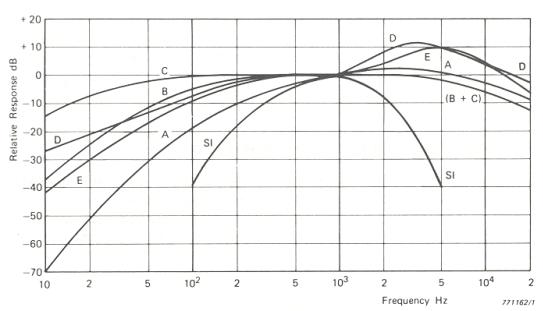 + 20
+ 10
0
−10
−20
−30
−40
−50
−60
−70
Relative Response dB
D
E
A
D
C
B
(B + C)
D
A
SI
E
SI
10
2
5
10²
2
5
10³
2
5
10⁴
2
Frequency Hz
771162/1